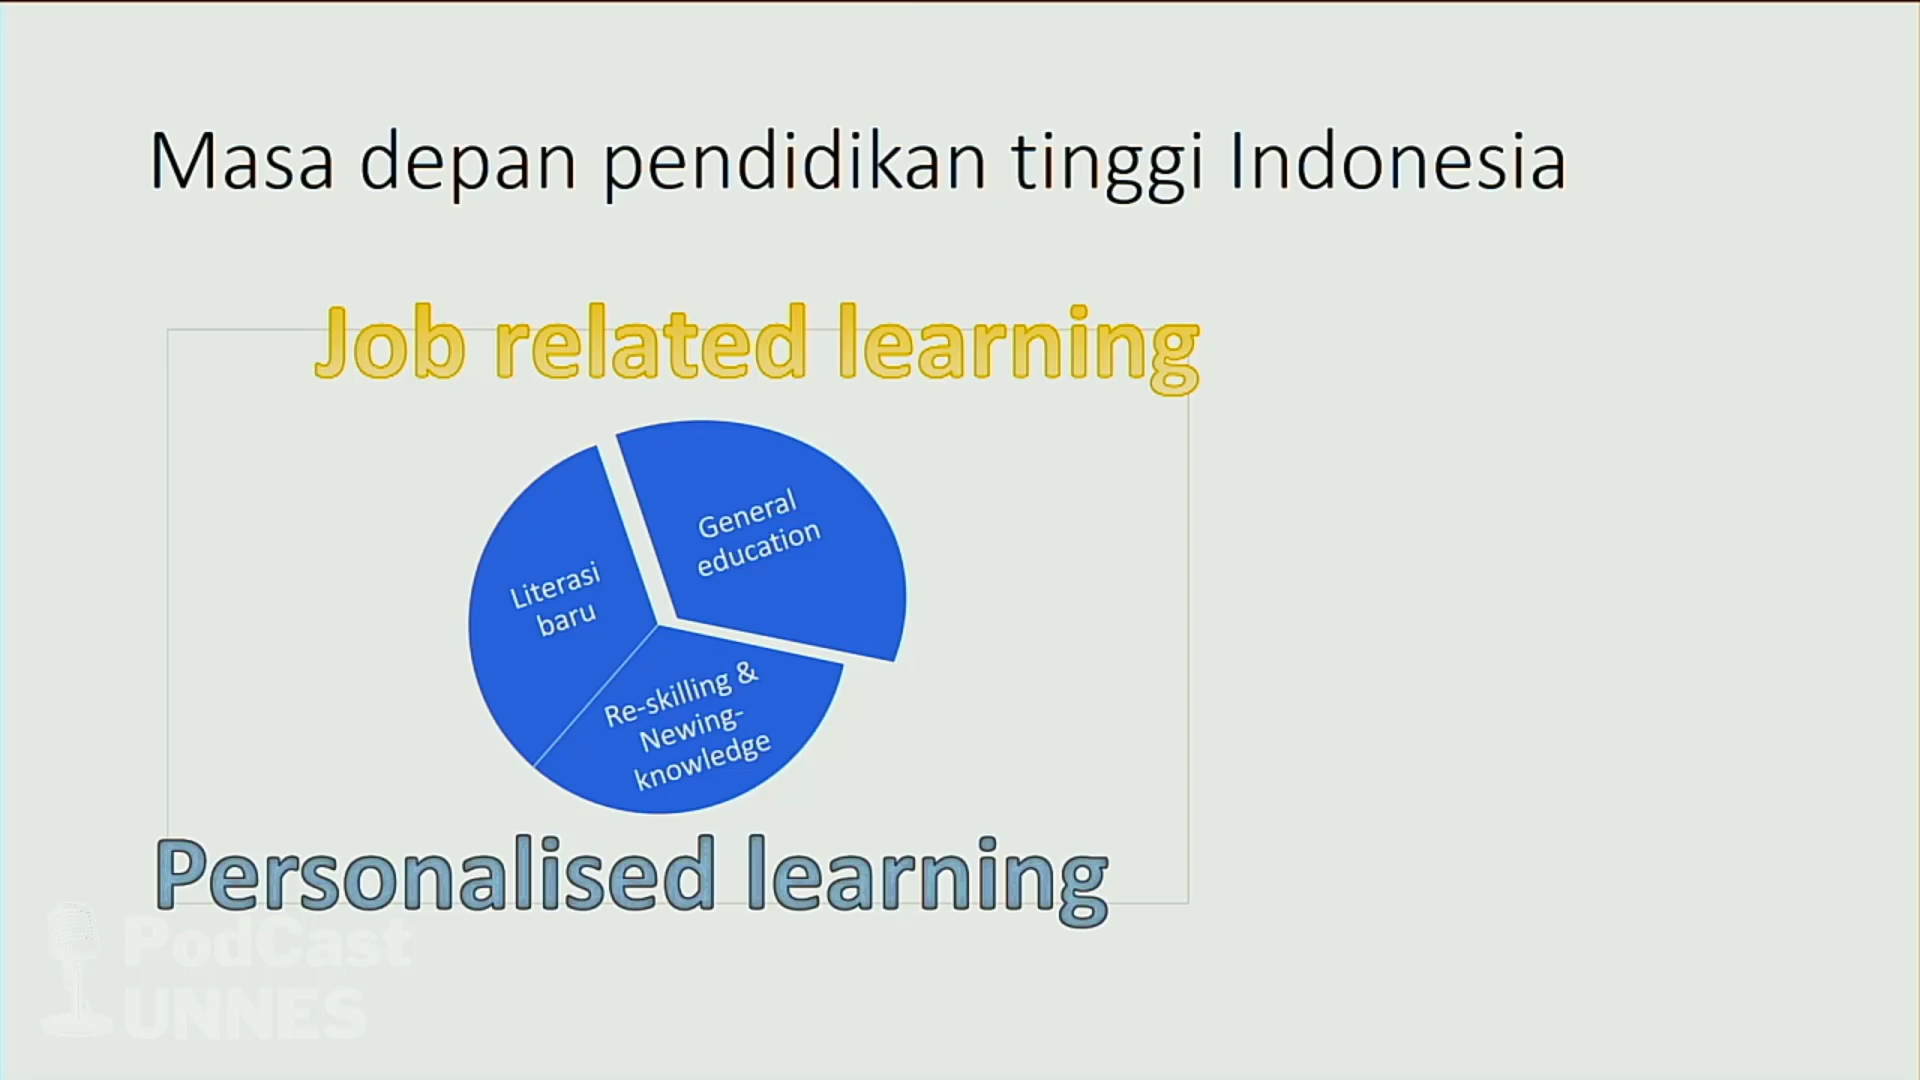 Masa depan pendidikan tinggi Indonesia
Job related learning
General
education
Literasi
baru
Re-skilling &
Newing-
knowledge
Personalised learning
PodCast
UNNES